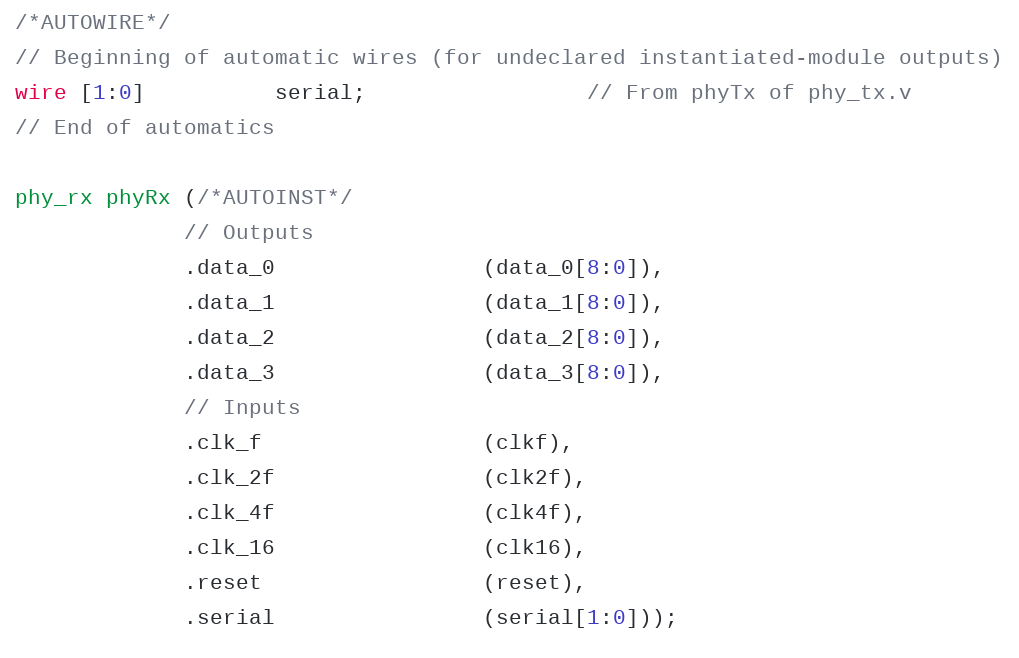 /*AUTOWIRE*/
// Beginning of automatic wires (for undeclared instantiated-module outputs)
wire [1:0]          serial;                 // From phyTx of phy_tx.v
// End of automatics

phy_rx phyRx (/*AUTOINST*/
             // Outputs
             .data_0                (data_0[8:0]),
             .data_1                (data_1[8:0]),
             .data_2                (data_2[8:0]),
             .data_3                (data_3[8:0]),
             // Inputs
             .clk_f                 (clkf),
             .clk_2f                (clk2f),
             .clk_4f                (clk4f),
             .clk_16                (clk16),
             .reset                 (reset),
             .serial                (serial[1:0]));